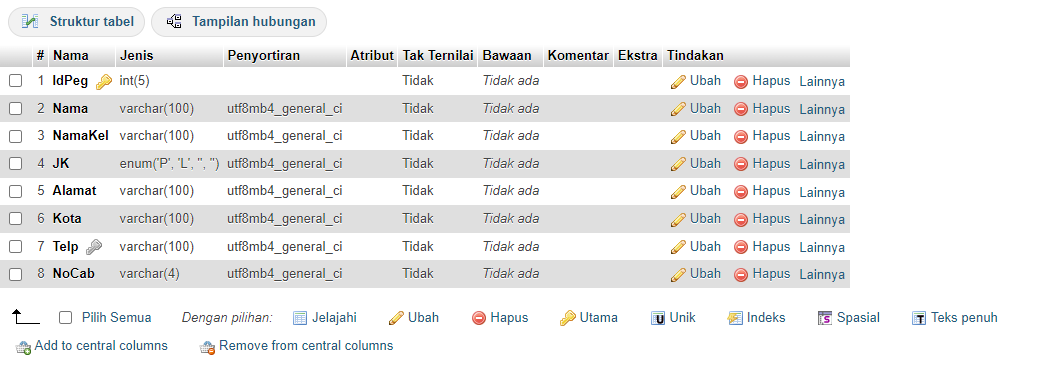 Struktur tabel Tampilan hubungan
# Nama Jenis Penyortiran Atribut Tak Ternilai Bawaan Komentar Ekstra Tindakan
1 IdPeg int(5) Tidak Tidak ada Ubah Hapus Lainnya
2 Nama varchar(100) utf8mb4_general_ci Tidak Tidak ada Ubah Hapus Lainnya
3 NamaKel varchar(100) utf8mb4_general_ci Tidak Tidak ada Ubah Hapus Lainnya
4 JK enum('P', 'L', '', '') utf8mb4_general_ci Tidak Tidak ada Ubah Hapus Lainnya
5 Alamat varchar(100) utf8mb4_general_ci Tidak Tidak ada Ubah Hapus Lainnya
6 Kota varchar(100) utf8mb4_general_ci Tidak Tidak ada Ubah Hapus Lainnya
7 Telp varchar(100) utf8mb4_general_ci Tidak Tidak ada Ubah Hapus Lainnya
8 NoCab varchar(4) utf8mb4_general_ci Tidak Tidak ada Ubah Hapus Lainnya
Pilih Semua Dengan pilihan: Jelajahi Ubah Hapus Utama Unik Indeks Spasial Teks penuh
Add to central columns Remove from central columns